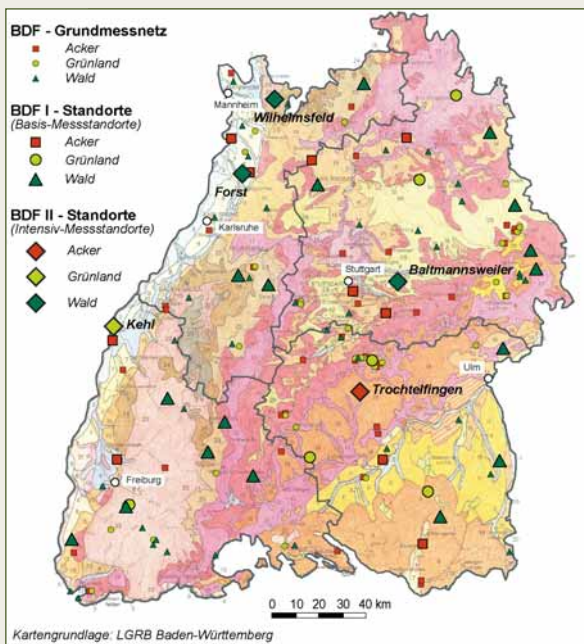 BDF - Grundmessnetz
Acker
Grünland
Wald
BDF I - Standorte
(Basis-Messstandorte)
Acker
Grünland
Wald
BDF II - Standorte
(Intensiv-Messstandorte)
Acker
Grünland
Wald
Mannheim
Wilhelmsfeld
Forst
Karlsruhe
Stuttgart
Baltmannsweiler
Kehl
Ulm
Trochtelfingen
Freiburg
0 10 20 30 40 km
Kartengrundlage: LGRB Baden-Württemberg